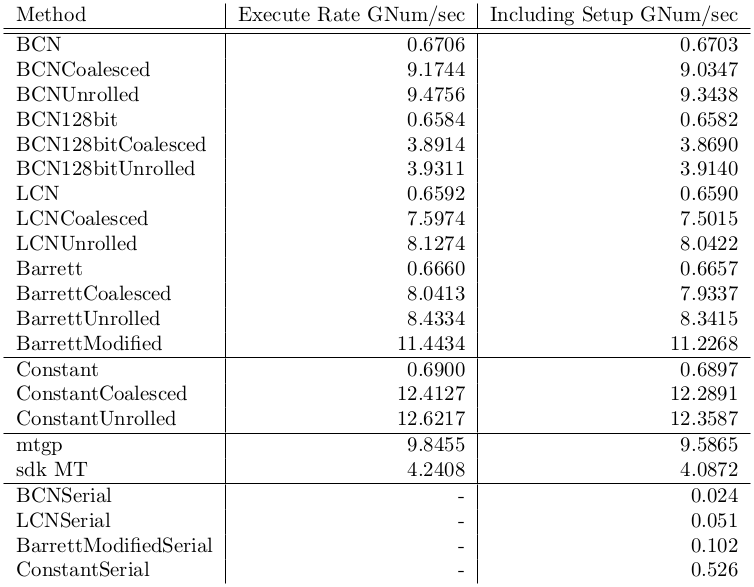 Method Execute Rate GNum/sec Including Setup GNum/sec
BCN 0.6706 0.6703
BCNCoalesced 9.1744 9.0347
BCNUnrolled 9.4756 9.3438
BCN128bit 0.6584 0.6582
BCN128bitCoalesced 3.8914 3.8690
BCN128bitUnrolled 3.9311 3.9140
LCN 0.6592 0.6590
LCNCoalesced 7.5974 7.5015
LCNUnrolled 8.1274 8.0422
Barrett 0.6660 0.6657
BarrettCoalesced 8.0413 7.9337
BarrettUnrolled 8.4334 8.3415
BarrettModified 11.4434 11.2268
Constant 0.6900 0.6897
ConstantCoalesced 12.4127 12.2891
ConstantUnrolled 12.6217 12.3587
mtgp 9.8455 9.5865
sdk MT 4.2408 4.0872
BCNSerial - 0.024
LCNSerial - 0.051
BarrettModifiedSerial - 0.102
ConstantSerial - 0.526